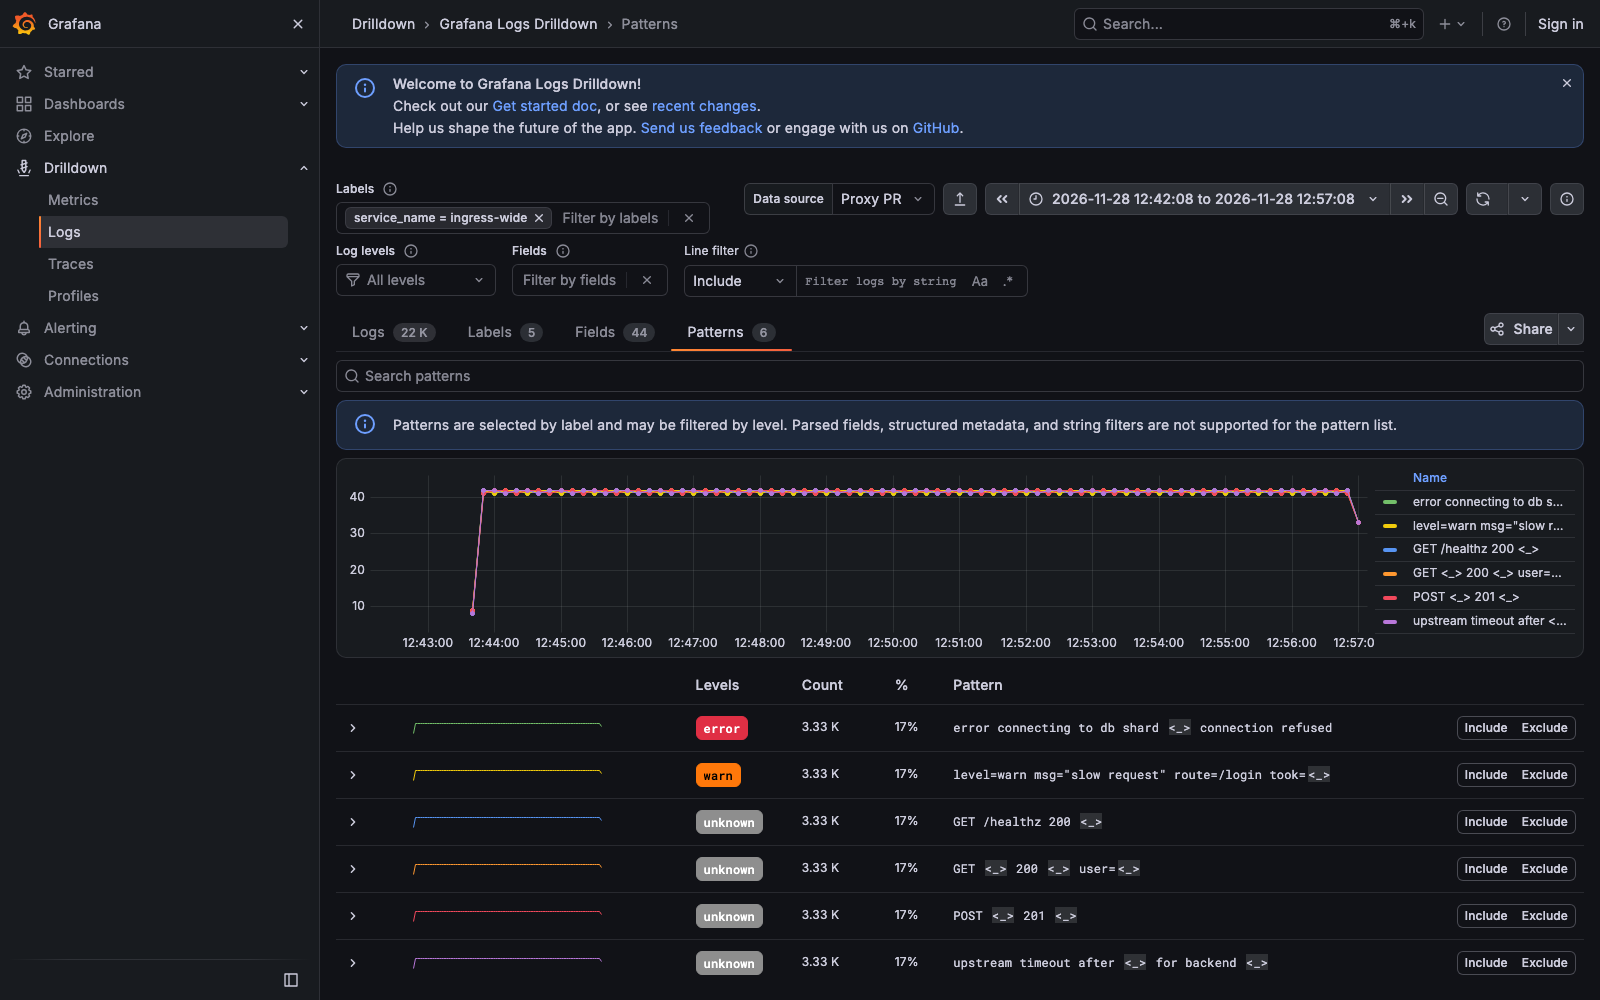 Grafana
Starred
Dashboards
Explore
Drilldown
Metrics
Logs
Traces
Profiles
Alerting
Connections
Administration
Drilldown › Grafana Logs Drilldown › Patterns
Search... ⌘+k
Sign in
Welcome to Grafana Logs Drilldown!
Check out our Get started doc, or see recent changes.
Help us shape the future of the app. Send us feedback or engage with us on GitHub.
Labels
service_name = ingress-wide
Filter by labels
Data source Proxy PR
2026-11-28 12:42:08 to 2026-11-28 12:57:08
Log levels
All levels
Fields
Filter by fields
Line filter
Include
Filter logs by string Aa .*
Logs 22 K
Labels 5
Fields 44
Patterns 6
Share
Search patterns
Patterns are selected by label and may be filtered by level. Parsed fields, structured metadata, and string filters are not supported for the pattern list.
40
30
20
10
12:43:00 12:44:00 12:45:00 12:46:00 12:47:00 12:48:00 12:49:00 12:50:00 12:51:00 12:52:00 12:53:00 12:54:00 12:55:00 12:56:00 12:57:0
Name
error connecting to db s...
level=warn msg="slow r...
GET /healthz 200 <_>
GET <_> 200 <_> user=...
POST <_> 201 <_>
upstream timeout after <...
Levels Count % Pattern
error 3.33 K 17% error connecting to db shard <_> connection refused Include Exclude
warn 3.33 K 17% level=warn msg="slow request" route=/login took=<_> Include Exclude
unknown 3.33 K 17% GET /healthz 200 <_> Include Exclude
unknown 3.33 K 17% GET <_> 200 <_> user=<_> Include Exclude
unknown 3.33 K 17% POST <_> 201 <_> Include Exclude
unknown 3.33 K 17% upstream timeout after <_> for backend <_> Include Exclude